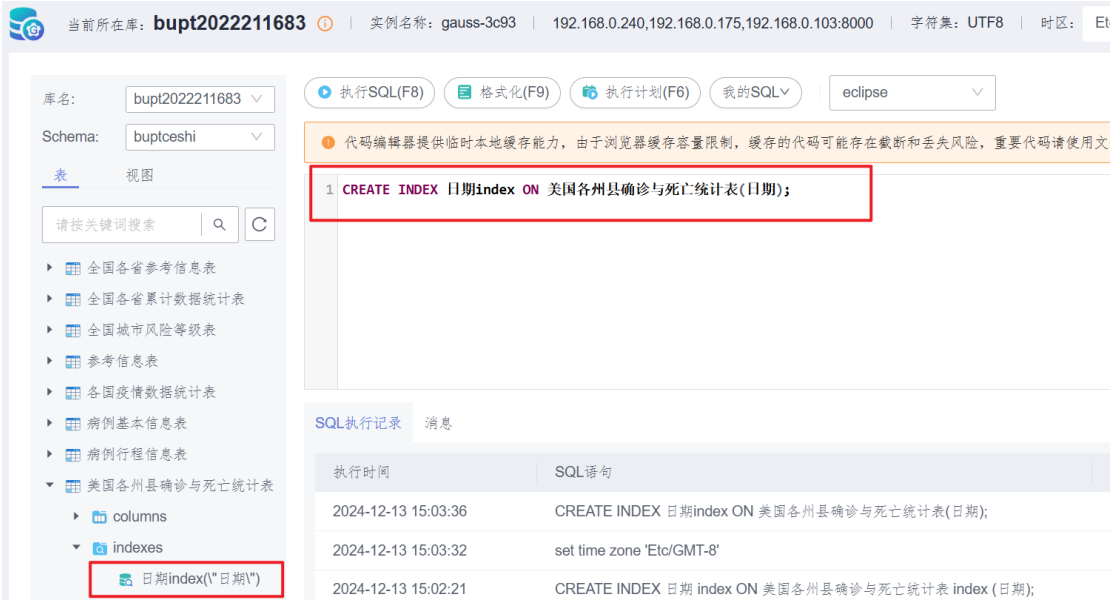 当前所在库: bupt2022211683 实例名称: gauss-3c93 192.168.0.240,192.168.0.175,192.168.0.103:8000 字符集: UTF8 时区: Etc
库名: bupt2022211683 执行SQL(F8) 格式化(F9) 执行计划(F6) 我的SQL eclipse
Schema: buptceshi
代码编辑器提供临时本地缓存能力，由于浏览器缓存容量限制，缓存的代码可能存在截断和丢失风险，重要代码请使用文
表 视图
1 CREATE INDEX 日期index ON 美国各州县确诊与死亡统计表(日期);
请按关键词搜索
全国各省参考信息表
全国各省累计数据统计表
全国城市风险等级表
参考信息表
各国疫情数据统计表
病例基本信息表
病例行程信息表
美国各州县确诊与死亡统计表
columns
indexes
日期index(\"日期\")
SQL执行记录 消息
执行时间 SQL语句
2024-12-13 15:03:36 CREATE INDEX 日期index ON 美国各州县确诊与死亡统计表(日期);
2024-12-13 15:03:32 set time zone 'Etc/GMT-8'
2024-12-13 15:02:21 CREATE INDEX 日期 index ON 美国各州县确诊与死亡统计表 index (日期);